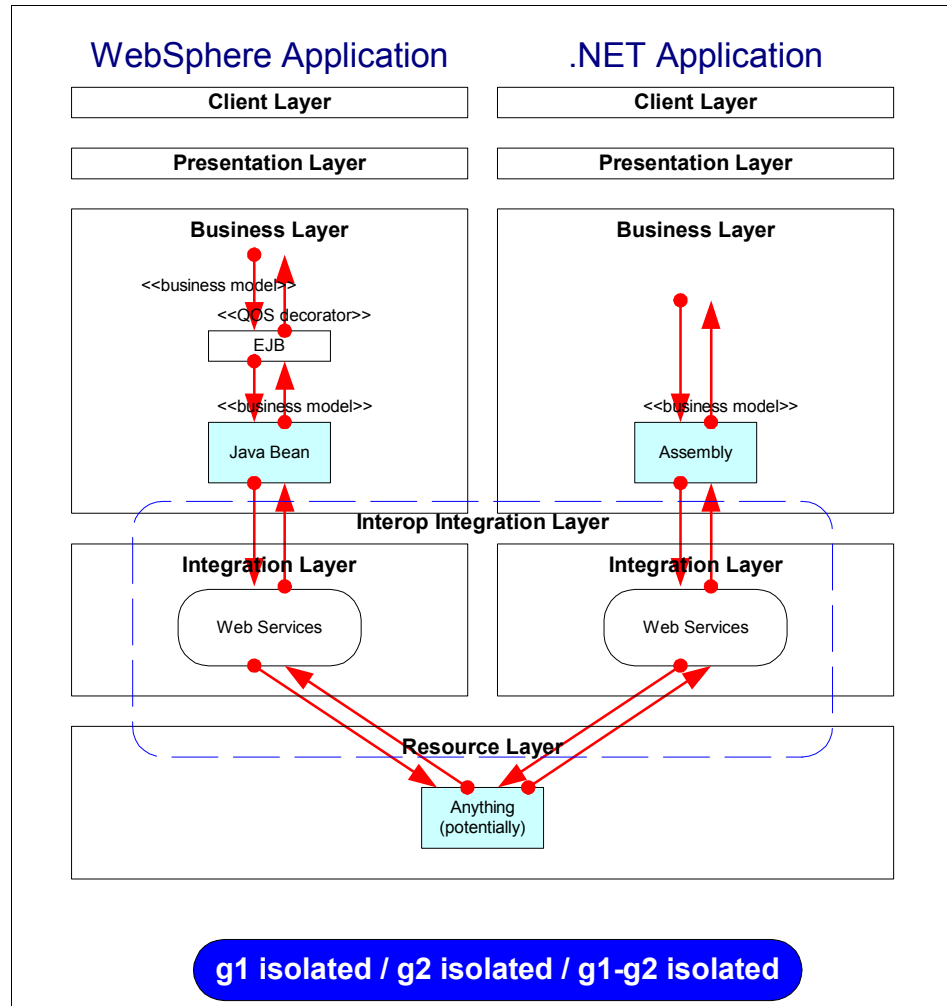 WebSphere Application
.NET Application
Client Layer
Client Layer
Presentation Layer
Presentation Layer
Business Layer
Business Layer
<<business model>>
<<QOS decorator>>
EJB
<<business model>>
<<business model>>
Java Bean
Assembly
Interop Integration Layer
Integration Layer
Integration Layer
Web Services
Web Services
Resource Layer
Anything
(potentially)
g1 isolated / g2 isolated / g1-g2 isolated